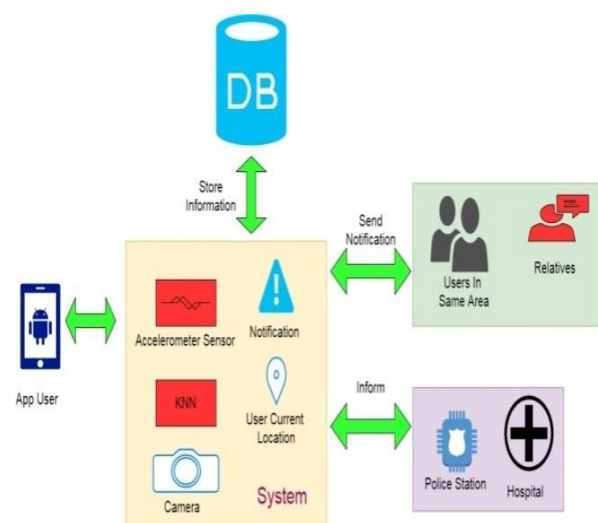 DB
Store
Information
Send
Notification
Users In
Same Area
Relatives
App User
Accelerometer Sensor
Notification
KNN
User Current
Location
Camera
System
Inform
Police Station
Hospital